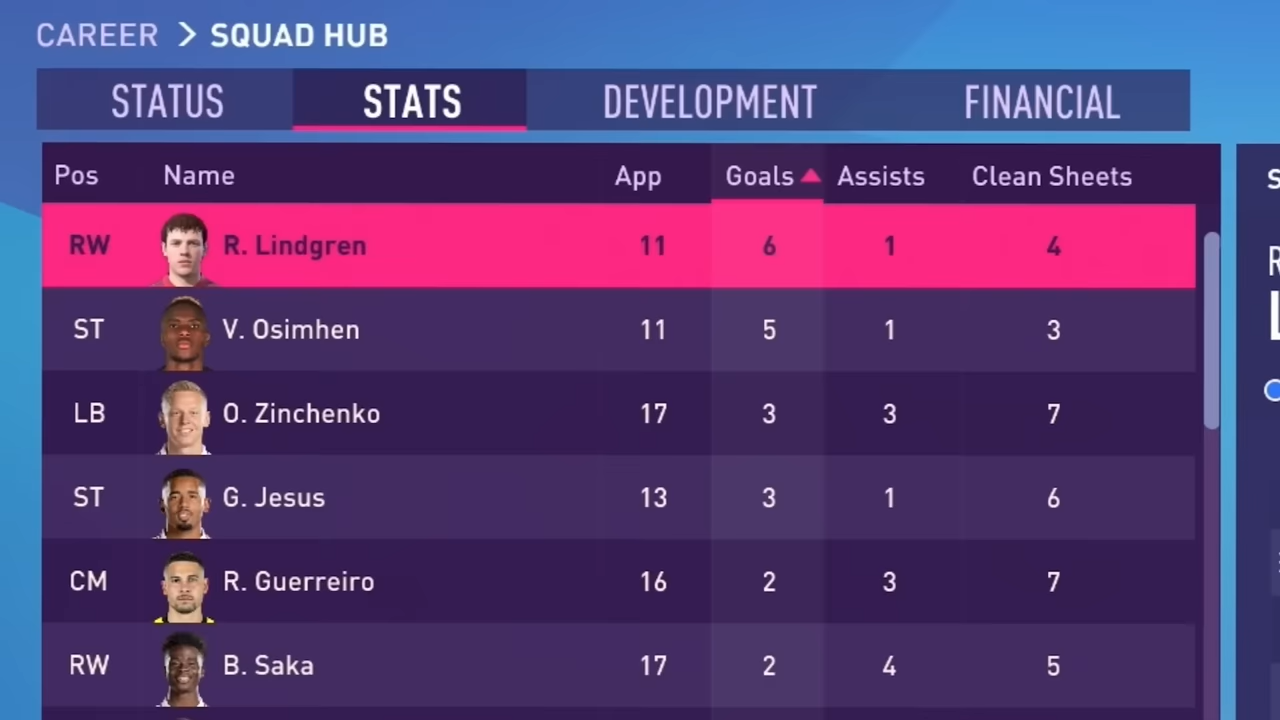 CAREER > SQUAD HUB
STATUS STATS DEVELOPMENT FINANCIAL
Pos Name App Goals Assists Clean Sheets
RW R. Lindgren 11 6 1 4
ST V. Osimhen 11 5 1 3
LB O. Zinchenko 17 3 3 7
ST G. Jesus 13 3 1 6
CM R. Guerreiro 16 2 3 7
RW B. Saka 17 2 4 5